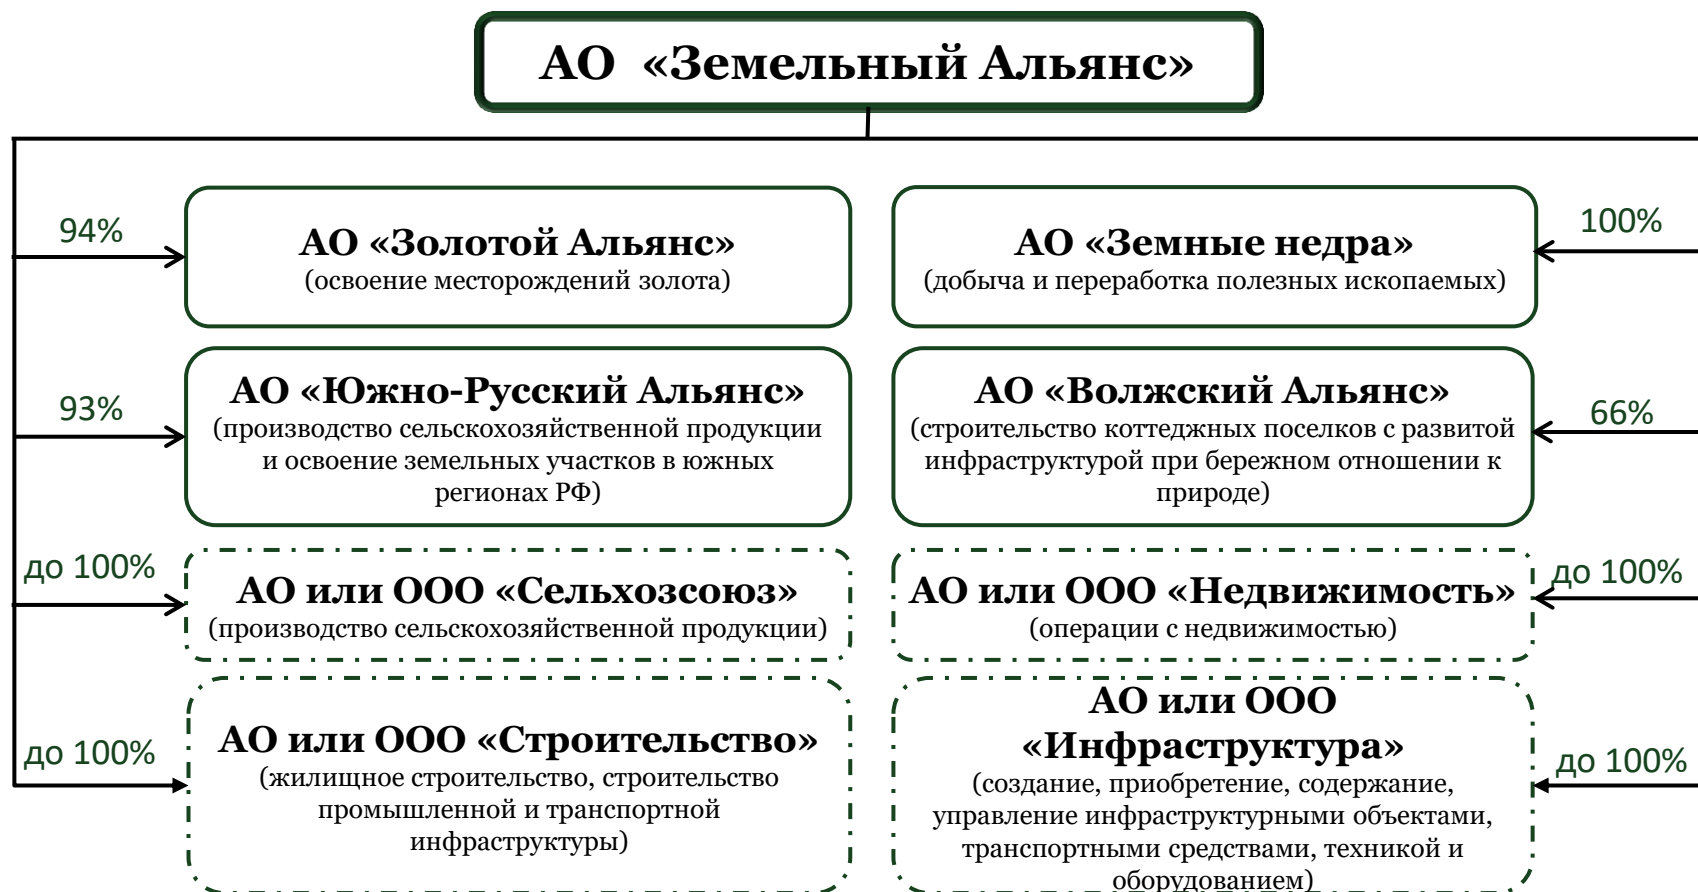 АО «Земельный Альянс»
94%
АО «Золотой Альянс»
(освоение месторождений золота)
АО «Земные недра»
(добыча и переработка полезных ископаемых)
100%
93%
АО «Южно-Русский Альянс»
(производство сельскохозяйственной продукции
и освоение земельных участков в южных
регионах РФ)
АО «Волжский Альянс»
(строительство коттеджных поселков с развитой
инфраструктурой при бережном отношении к
природе)
66%
до 100%
АО или ООО «Сельхозсоюз»
(производство сельскохозяйственной продукции)
АО или ООО «Недвижимость»
(операции с недвижимостью)
до 100%
до 100%
АО или ООО «Строительство»
(жилищное строительство, строительство
промышленной и транспортной
инфраструктуры)
АО или ООО
«Инфраструктура»
(создание, приобретение, содержание,
управление инфраструктурными объектами,
транспортными средствами, техникой и
оборудованием)
до 100%